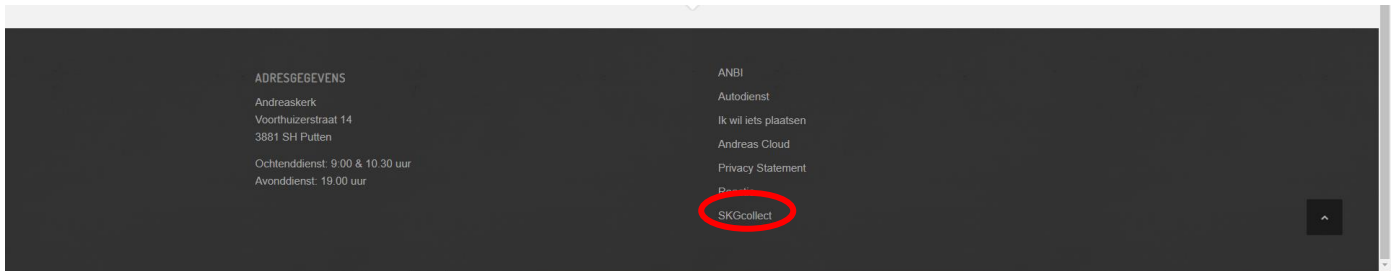 ADRESGEGEVENS
Andreaskerk
Voorthuizerstraat 14
3881 SH Putten
Ochtenddienst: 9:00 & 10.30 uur
Avonddienst: 19.00 uur
ANBI
Autodienst
Ik wil iets plaatsen
Andreas Cloud
Privacy Statement
SKGcollect